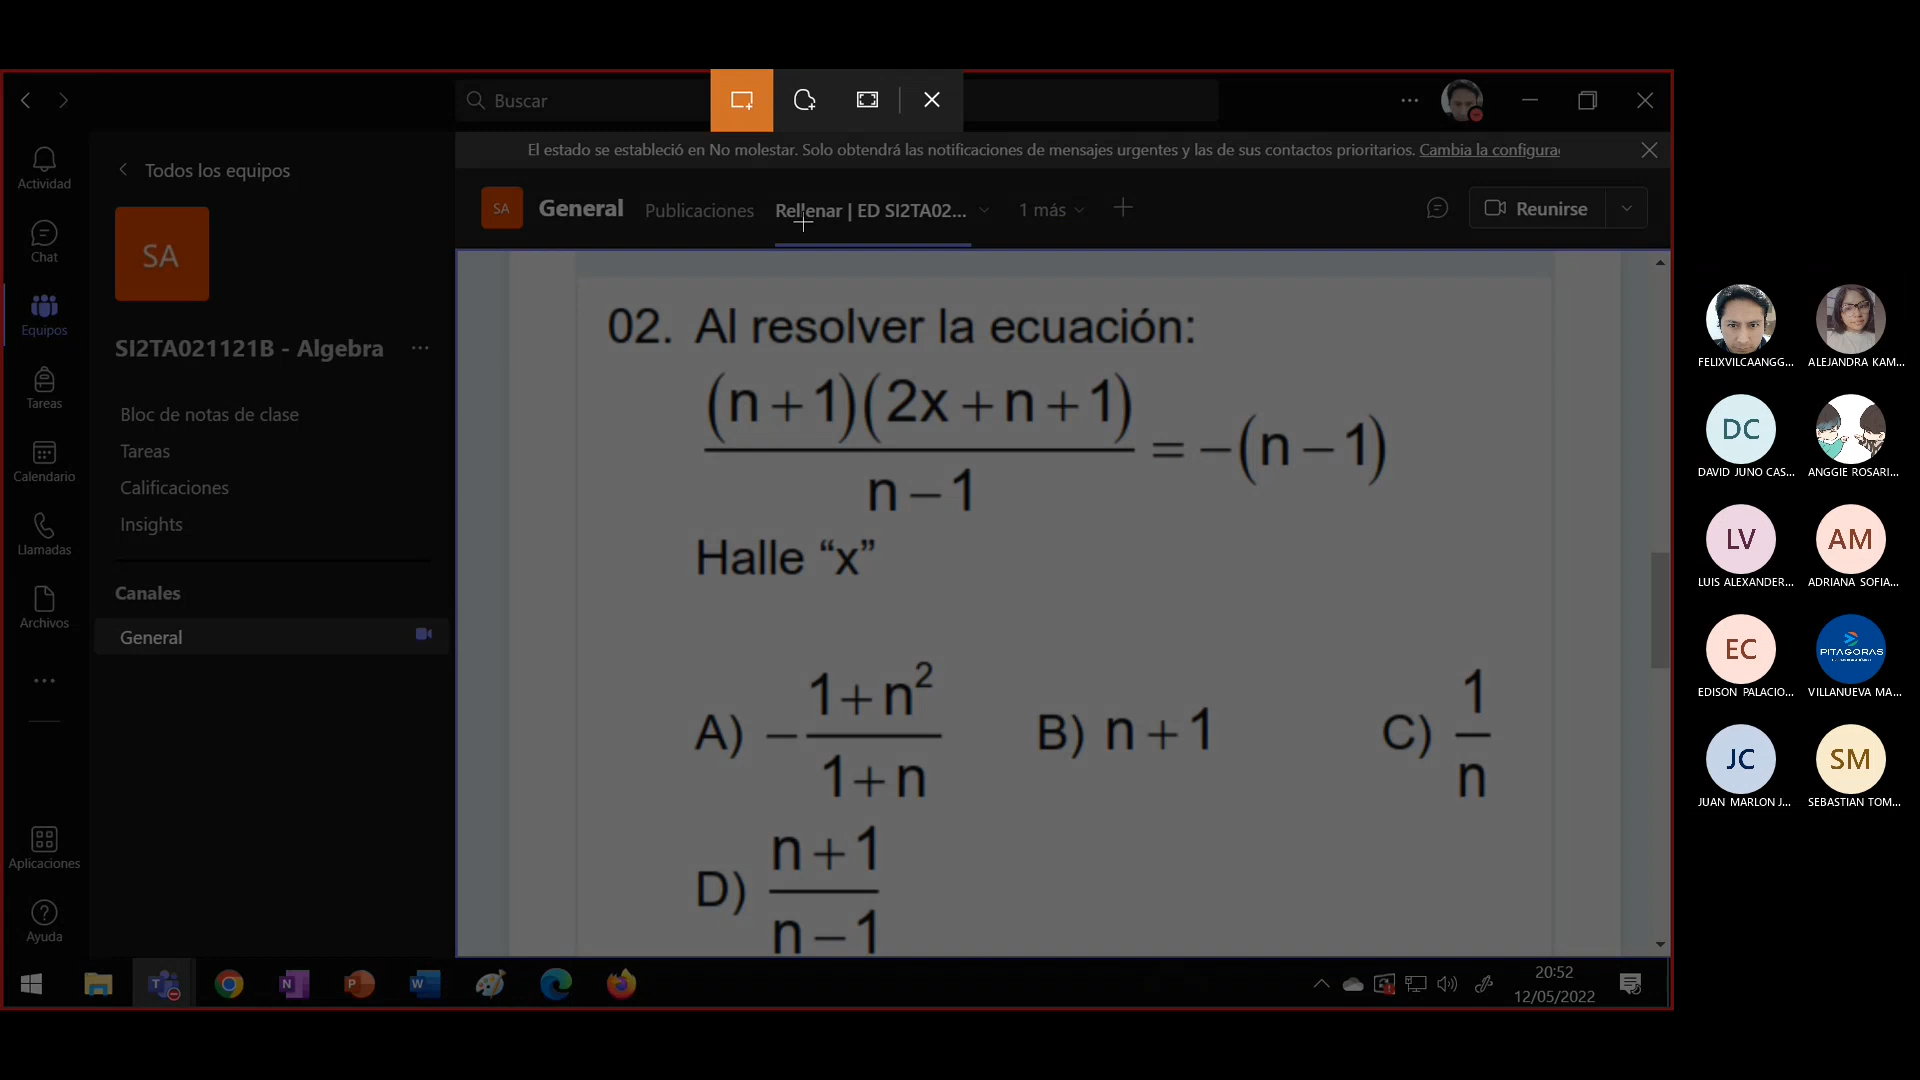 Buscar
El estado se estableció en No molestar. Solo obtendrá las notificaciones de mensajes urgentes y las de sus contactos prioritarios. Cambia la configura
Actividad
Chat
Equipos
Tareas
Calendario
Llamadas
Archivos
Aplicaciones
Ayuda
Todos los equipos
SA
SI2TA021121B - Algebra
Bloc de notas de clase
Tareas
Calificaciones
Insights
Canales
General
SA General Publicaciones Rellenar | ED SI2TA02... 1 más Reunirse
02. Al resolver la ecuación:
(n+1)(2x+n+1)
n−1
=−(n−1)
Halle “x”
A) −
1+n²
1+n
B) n+1
C)
1
n
D)
n+1
n−1
20:52
12/05/2022
FELIXVILCAANGG... ALEJANDRA KAM...
DC
DAVID JUNO CAS... ANGGIE ROSARI...
LV AM
LUIS ALEXANDER... ADRIANA SOFIA...
EC PITAGORAS
EDISON PALACIO... VILLANUEVA MA...
JC SM
JUAN MARLON J... SEBASTIAN TOM...